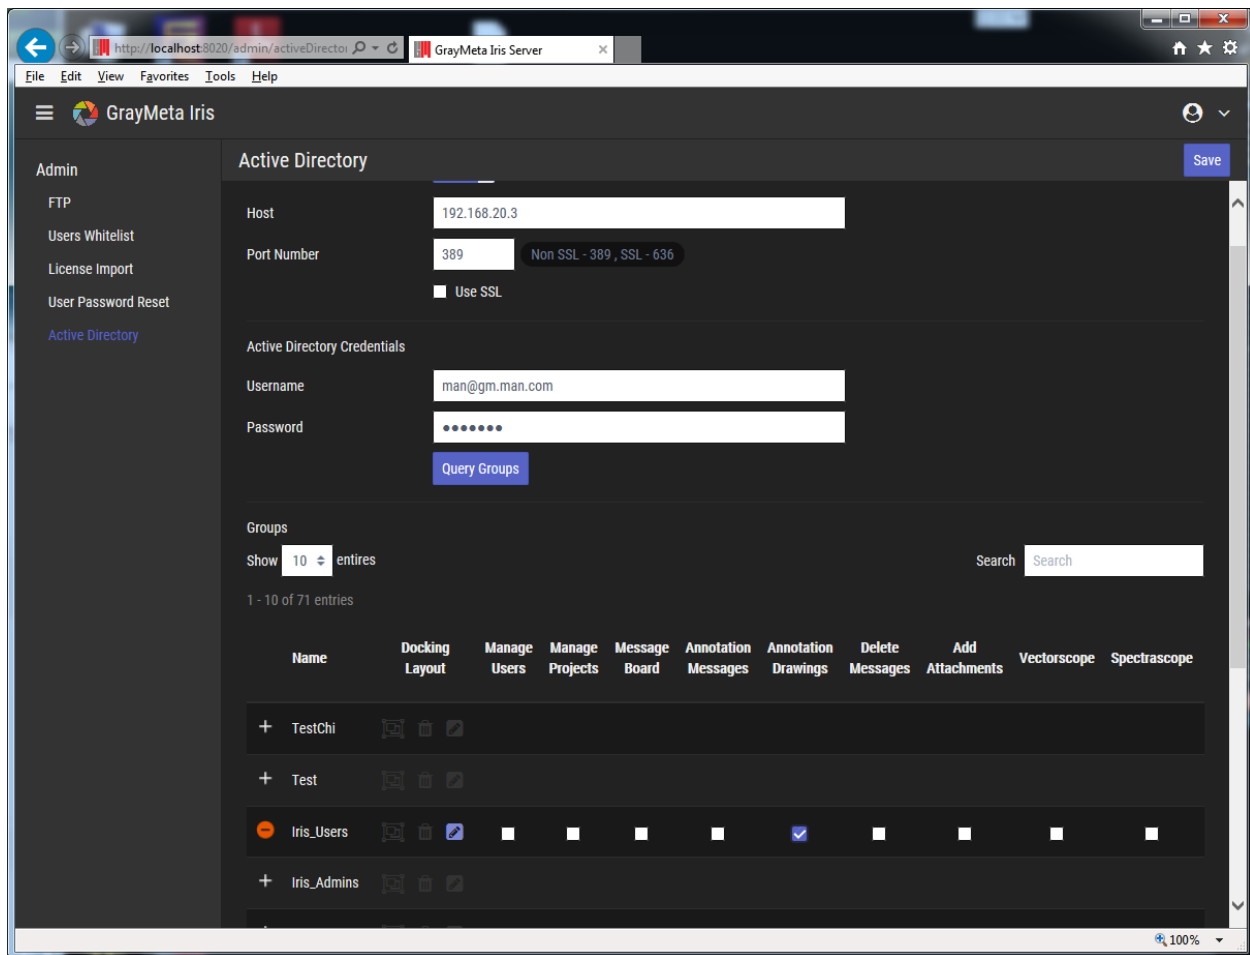 http://localhost:8020/admin/activeDirector
GrayMeta Iris Server
File Edit View Favorites Tools Help
GrayMeta Iris
Admin
FTP
Users Whitelist
License Import
User Password Reset
Active Directory
Active Directory
Save
Host
192.168.20.3
Port Number
389
Non SSL - 389 , SSL - 636
Use SSL
Active Directory Credentials
Username
man@gm.man.com
Password
Query Groups
Groups
Show 10 entires
Search Search
1 - 10 of 71 entries
Name Docking Layout Manage Users Manage Projects Message Board Annotation Messages Annotation Drawings Delete Messages Add Attachments Vectorscope Spectrascope
TestChi
Test
Iris_Users
Iris_Admins
100%